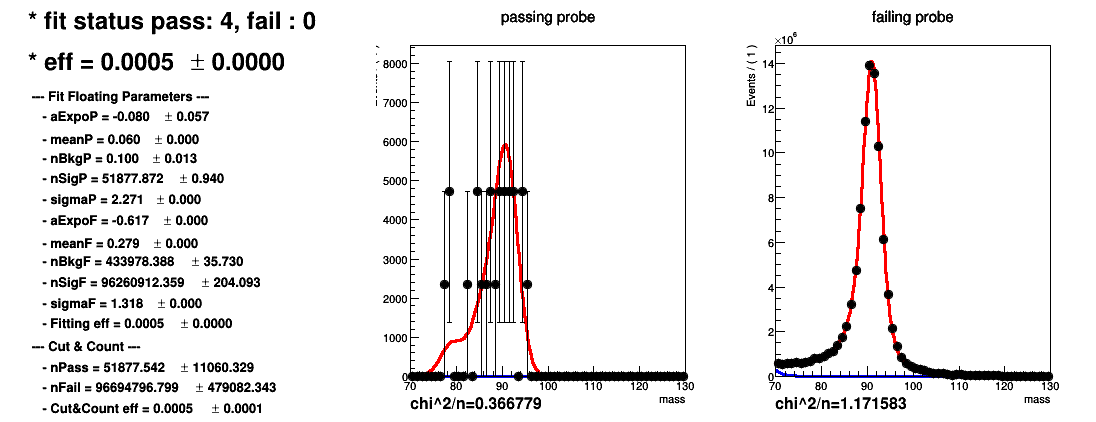 * fit status pass: 4, fail : 0
* eff = 0.0005 ± 0.0000
--- Fit Floating Parameters ---
- aExpoP = -0.080 ± 0.057
- meanP = 0.060 ± 0.000
- nBkgP = 0.100 ± 0.013
- nSigP = 51877.872 ± 0.940
- sigmaP = 2.271 ± 0.000
- aExpoF = -0.617 ± 0.000
- meanF = 0.279 ± 0.000
- nBkgF = 433978.388 ± 35.730
- nSigF = 96260912.359 ± 204.093
- sigmaF = 1.318 ± 0.000
- Fitting eff = 0.0005 ± 0.0000
--- Cut & Count ---
- nPass = 51877.542 ± 11060.329
- nFail = 96694796.799 ± 479082.343
- Cut&Count eff = 0.0005 ± 0.0001
passing probe
8000
7000
6000
5000
4000
3000
2000
1000
0
70 80 90 100 110 120 130
mass
chi^2/n=0.366779
failing probe
×10^6
Events / ( 1 )
14
12
10
8
6
4
2
0
70 80 90 100 110 120 130
mass
chi^2/n=1.171583